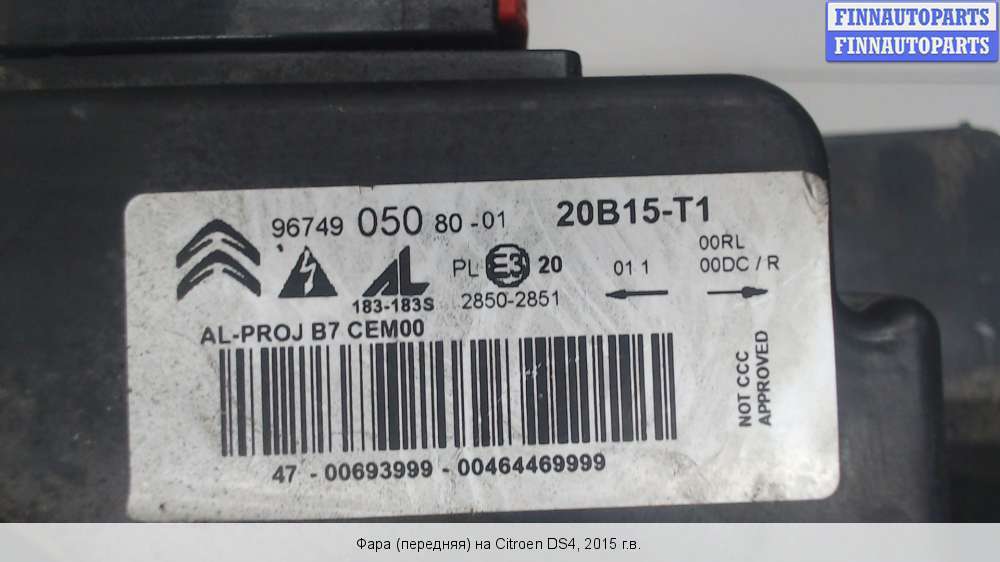 FINNAUTOPARTS
FINNAUTOPARTS
96749 050 80-01 20B15-T1
AL
183-183S
PL E3 20
2850-2851
01 1
00RL
00DC / R
AL-PROJ B7 CEM00
NOT CCC
APPROVED
47 - 00693999 - 00464469999
Фара (передняя) на Citroen DS4, 2015 г.в.